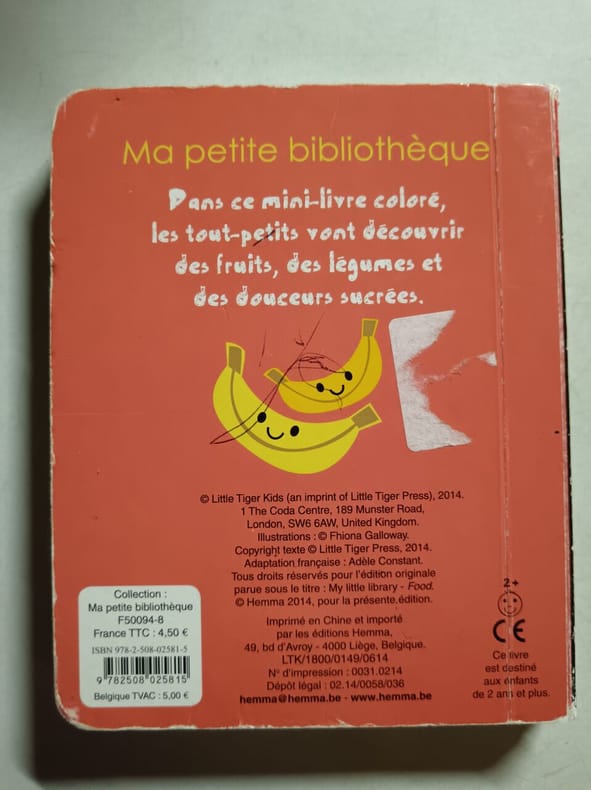 Ma petite bibliothèque
Dans ce mini-livre coloré,
les tout-petits vont découvrir
des fruits, des légumes et
des douceurs sucrées.
© Little Tiger Kids (an imprint of Little Tiger Press), 2014.
1 The Coda Centre, 189 Munster Road,
London, SW6 6AW, United Kingdom.
Illustrations : © Fhiona Galloway.
Copyright texte © Little Tiger Press, 2014.
Adaptation française : Adèle Constant.
Tous droits réservés pour l'édition originale
parue sous le titre : My little library - Food.
© Hemma 2014, pour la présente édition.
Imprimé en Chine et importé
par les éditions Hemma,
49, bd d'Avroy - 4000 Liège, Belgique.
LTK/1800/0149/0614
N° d'impression : 0031.0214
Dépôt légal : 02.14/0058/036
hemma@hemma.be - www.hemma.be
Collection :
Ma petite bibliothèque
F50094-8
France TTC : 4,50 €
ISBN 978-2-508-02581-5
9 782508 025815
Belgique TVAC : 5,00 €
2+
CE
Ce livre
est destiné
aux enfants
de 2 ans et plus.